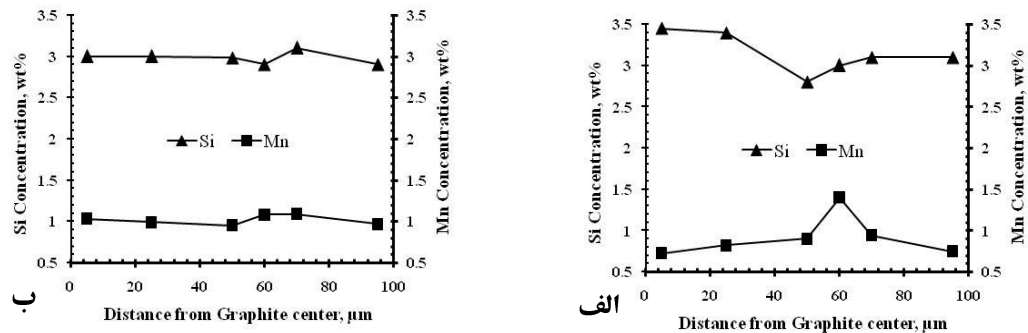 3.5 3.5
3 3
2.5 2.5
2 2
1.5 1.5
1 1
0.5 0.5
0 20 40 60 80 100
Si Concentration, wt%
Mn Concentration, wt%
Si Mn
Distance from Graphite center, µm
ب
3.5 3.5
3 3
2.5 2.5
2 2
1.5 1.5
1 1
0.5 0.5
0 20 40 60 80 100
Si Concentration, wt%
Mn Concentration, wt%
Si Mn
Distance from Graphite center, µm
الف